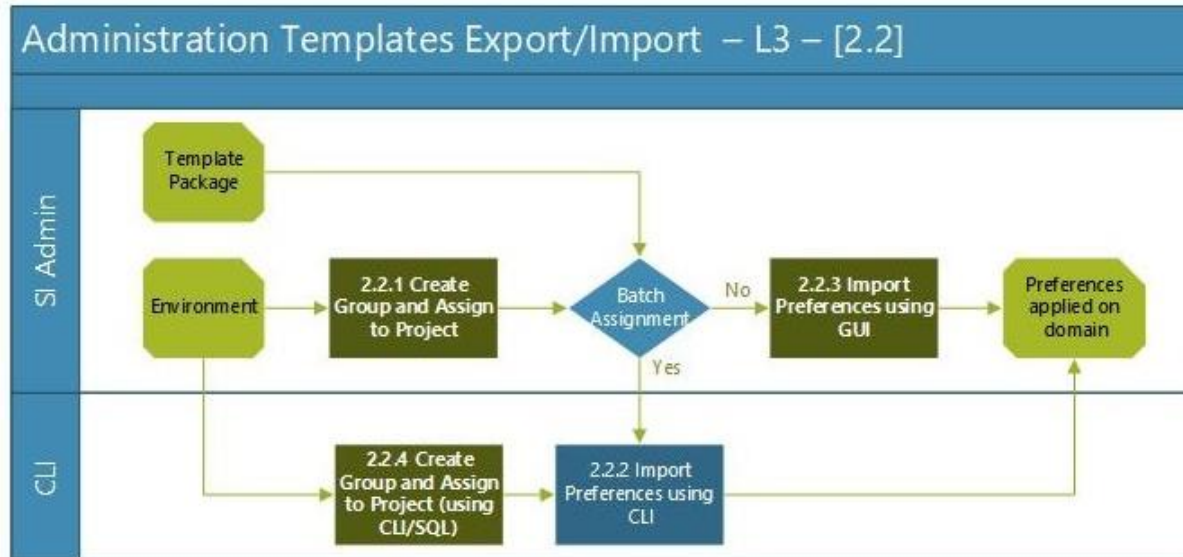 Administration Templates Export/Import – L3 – [2.2]
SI Admin
Template
Package
Environment
2.2.1 Create
Group and Assign
to Project
Batch
Assignment
No
Yes
2.2.3 Import
Preferences using
GUI
Preferences
applied on
domain
CLI
2.2.4 Create
Group and Assign
to Project (using
CLI/SQL)
2.2.2 Import
Preferences using
CLI